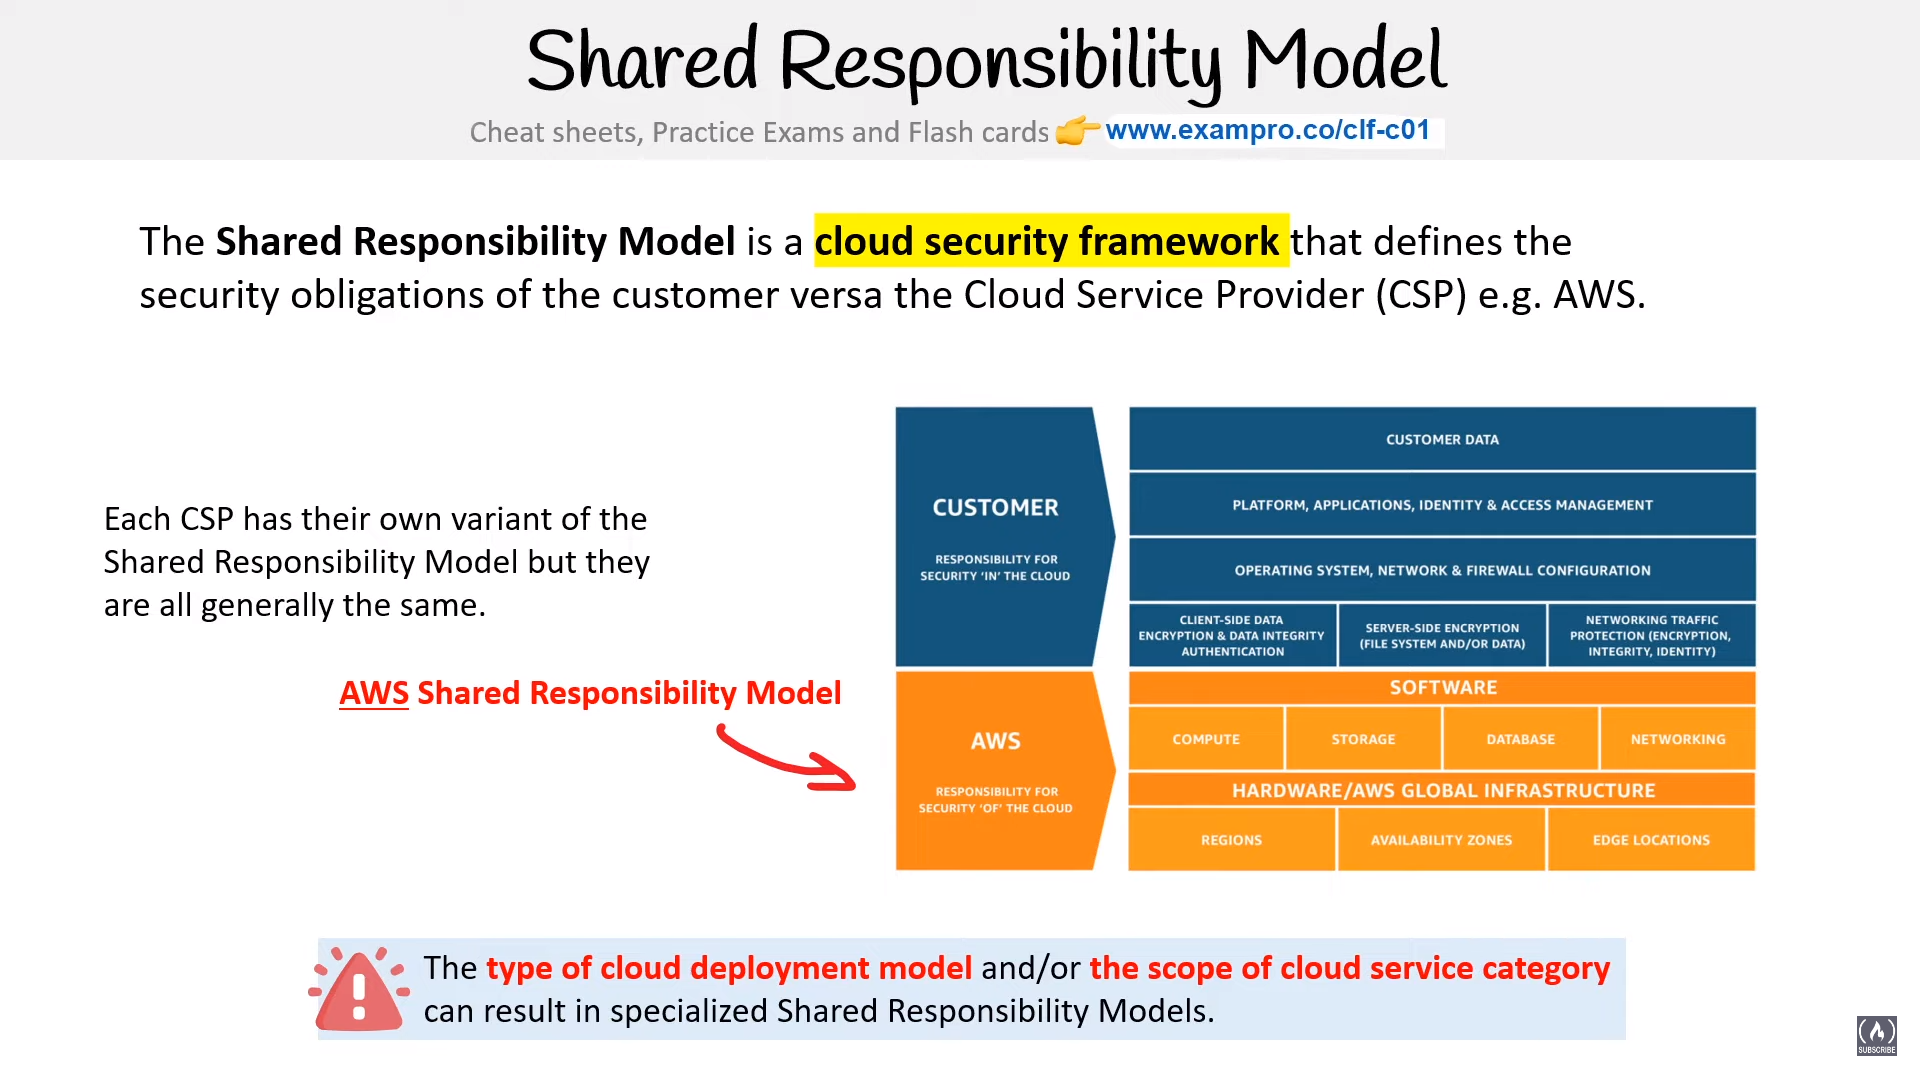 Shared Responsibility Model
Cheat sheets, Practice Exams and Flash cards www.exampro.co/clf-c01
The Shared Responsibility Model is a cloud security framework that defines the
security obligations of the customer versa the Cloud Service Provider (CSP) e.g. AWS.
Each CSP has their own variant of the
Shared Responsibility Model but they
are all generally the same.
AWS Shared Responsibility Model
CUSTOMER
RESPONSIBILITY FOR
SECURITY ‘IN’ THE CLOUD
CUSTOMER DATA
PLATFORM, APPLICATIONS, IDENTITY & ACCESS MANAGEMENT
OPERATING SYSTEM, NETWORK & FIREWALL CONFIGURATION
CLIENT-SIDE DATA
ENCRYPTION & DATA INTEGRITY
AUTHENTICATION
SERVER-SIDE ENCRYPTION
(FILE SYSTEM AND/OR DATA)
NETWORKING TRAFFIC
PROTECTION (ENCRYPTION,
INTEGRITY, IDENTITY)
AWS
RESPONSIBILITY FOR
SECURITY ‘OF’ THE CLOUD
SOFTWARE
COMPUTE
STORAGE
DATABASE
NETWORKING
HARDWARE/AWS GLOBAL INFRASTRUCTURE
REGIONS
AVAILABILITY ZONES
EDGE LOCATIONS
The type of cloud deployment model and/or the scope of cloud service category
can result in specialized Shared Responsibility Models.
SUBSCRIBE